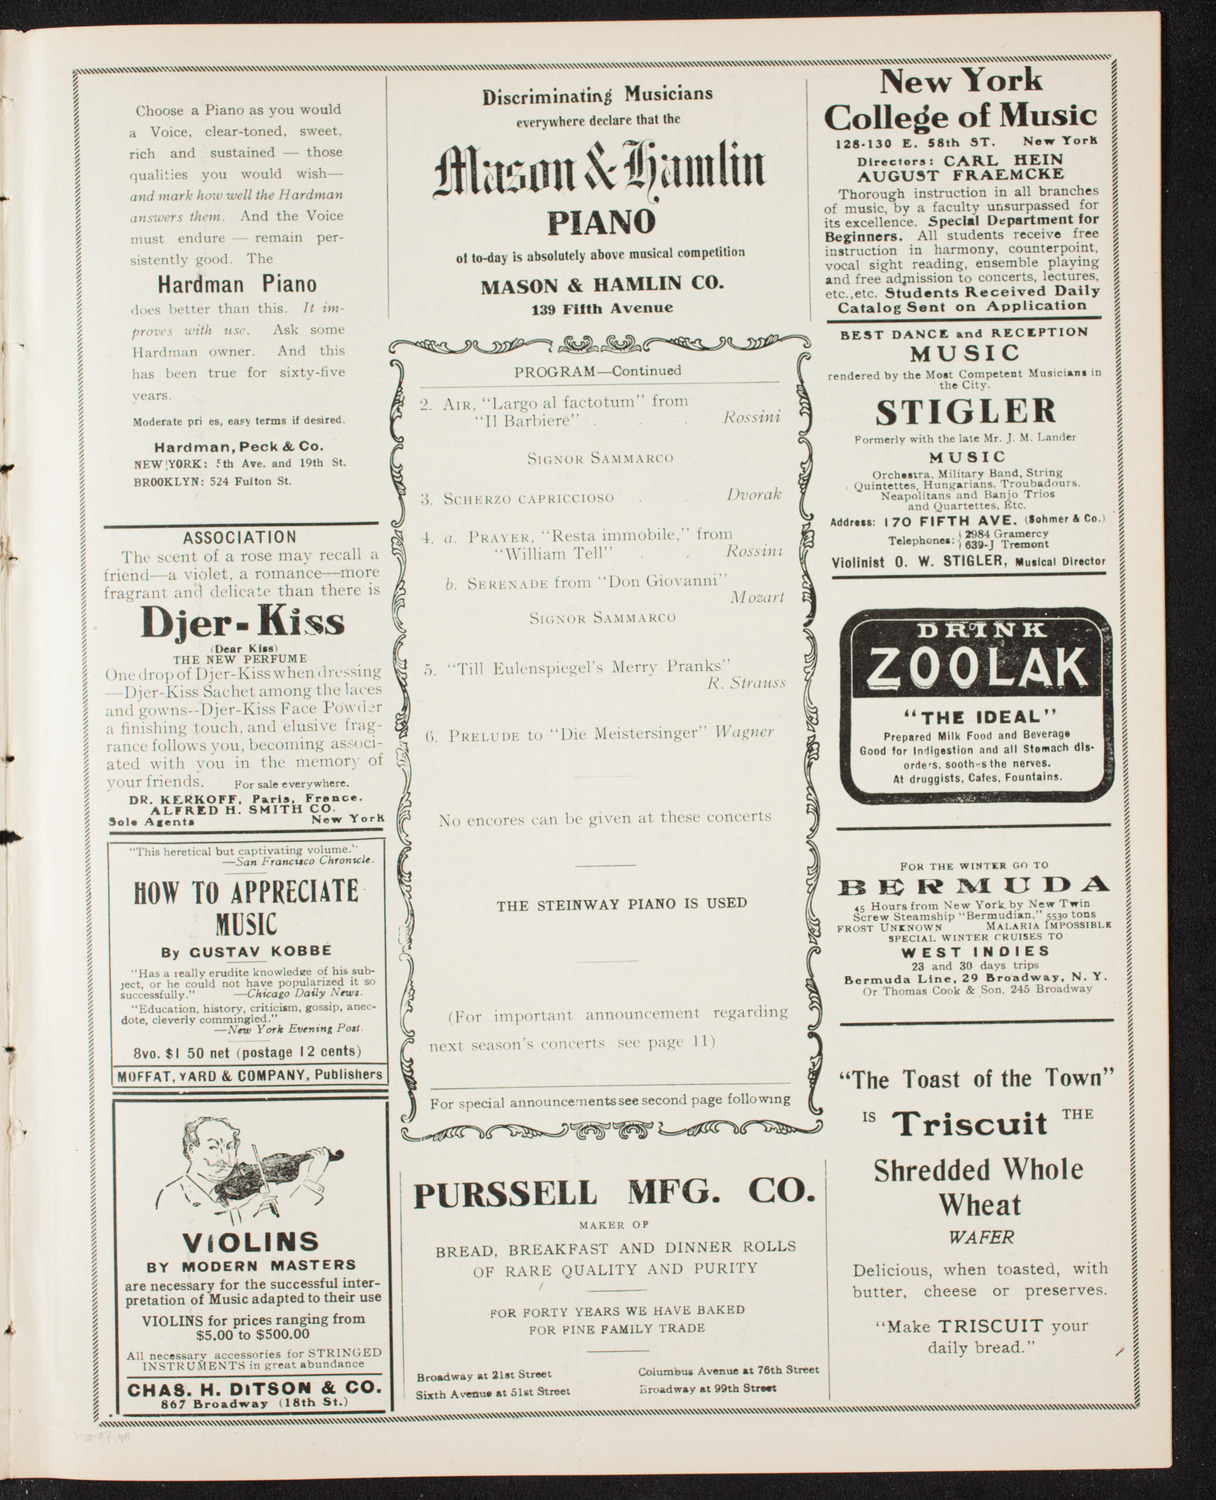 Choose a Piano as you would
a Voice, clear-toned, sweet,
rich and sustained — those
qualities you would wish—
and mark how well the Hardman
answers them. And the Voice
must endure — remain per-
sistently good. The
Hardman Piano
does better than this. It im-
proves with use. Ask some
Hardman owner. And this
has been true for sixty-five
years.
Moderate pri es, easy terms if desired.
Hardman, Peck & Co.
NEW YORK: 5th Ave. and 19th St.
BROOKLYN: 524 Fulton St.
ASSOCIATION
The scent of a rose may recall a
friend—a violet, a romance—more
fragrant and delicate than there is
Djer-Kiss
(Dear Kiss)
THE NEW PERFUME
One drop of Djer-Kiss when dressing
—Djer-Kiss Sachet among the laces
and gowns--Djer-Kiss Face Powder
a finishing touch, and elusive frag-
rance follows you, becoming associ-
ated with you in the memory of
your friends. For sale everywhere.
DR. KERKOFF, Paris, France.
ALFRED H. SMITH CO.
Sole Agents New York
"This heretical but captivating volume."
—San Francisco Chronicle.
HOW TO APPRECIATE
MUSIC
By GUSTAV KOBBÉ
"Has a really erudite knowledge of his sub-
ject, or he could not have popularized it so
successfully." —Chicago Daily News.
"Education, history, criticism, gossip, anec-
dote, cleverly commingled."
—New York Evening Post.
8vo. $1 50 net (postage 12 cents)
MOFFAT, YARD & COMPANY, Publishers
VIOLINS
BY MODERN MASTERS
are necessary for the successful inter-
pretation of Music adapted to their use
VIOLINS for prices ranging from
$5.00 to $500.00
All necessary accessories for STRINGED
INSTRUMENTS in great abundance
CHAS. H. DITSON & CO.
867 Broadway (18th St.)
Discriminating Musicians
everywhere declare that the
Mason & Hamlin
PIANO
of to-day is absolutely above musical competition
MASON & HAMLIN CO.
139 Fifth Avenue
PROGRAM—Continued
2. AIR, "Largo al factotum" from
"Il Barbiere" . . . Rossini
SIGNOR SAMMARCO
3. SCHERZO CAPRICCIOSO . . Dvorak
4. a. PRAYER, "Resta immobile," from
"William Tell" . . Rossini
b. SERENADE from "Don Giovanni"
Mozart
SIGNOR SAMMARCO
5. "Till Eulenspiegel's Merry Pranks"
R. Strauss
6. PRELUDE to "Die Meistersinger" Wagner
No encores can be given at these concerts
THE STEINWAY PIANO IS USED
(For important announcement regarding
next season's concerts see page 11)
For special announcements see second page following
PURSSELL MFG. CO.
MAKER OF
BREAD, BREAKFAST AND DINNER ROLLS
OF RARE QUALITY AND PURITY
FOR FORTY YEARS WE HAVE BAKED
FOR FINE FAMILY TRADE
Broadway at 21st Street Columbus Avenue at 76th Street
Sixth Avenue at 51st Street Broadway at 99th Street
New York
College of Music
128-130 E. 58th ST. New York
Directors: CARL HEIN
AUGUST FRAEMCKE
Thorough instruction in all branches
of music, by a faculty unsurpassed for
its excellence. Special Department for
Beginners. All students receive free
instruction in harmony, counterpoint,
vocal sight reading, ensemble playing
and free admission to concerts, lectures,
etc., etc. Students Received Daily
Catalog Sent on Application
BEST DANCE and RECEPTION
MUSIC
rendered by the Most Competent Musicians in
the City.
STIGLER
Formerly with the late Mr. J. M. Lander
MUSIC
Orchestra, Military Band, String
Quintettes, Hungarians, Troubadours,
Neapolitans and Banjo Trios
and Quartettes, Etc.
Address: 170 FIFTH AVE. (Sohmer & Co.)
Telephones: { 2984 Gramercy
639-J Tremont
Violinist O. W. STIGLER, Musical Director
DRINK
ZOOLAK
"THE IDEAL"
Prepared Milk Food and Beverage
Good for Indigestion and all Stomach dis-
orders, soothes the nerves.
At druggists, Cafes, Fountains.
FOR THE WINTER GO TO
BERMUDA
45 Hours from New York by New Twin
Screw Steamship "Bermudian," 5530 tons
FROST UNKNOWN MALARIA IMPOSSIBLE
SPECIAL WINTER CRUISES TO
WEST INDIES
23 and 30 days trips
Bermuda Line, 29 Broadway, N. Y.
Or Thomas Cook & Son, 245 Broadway
"The Toast of the Town"
IS Triscuit THE
Shredded Whole
Wheat
WAFER
Delicious, when toasted, with
butter, cheese or preserves.
"Make TRISCUIT your
daily bread."